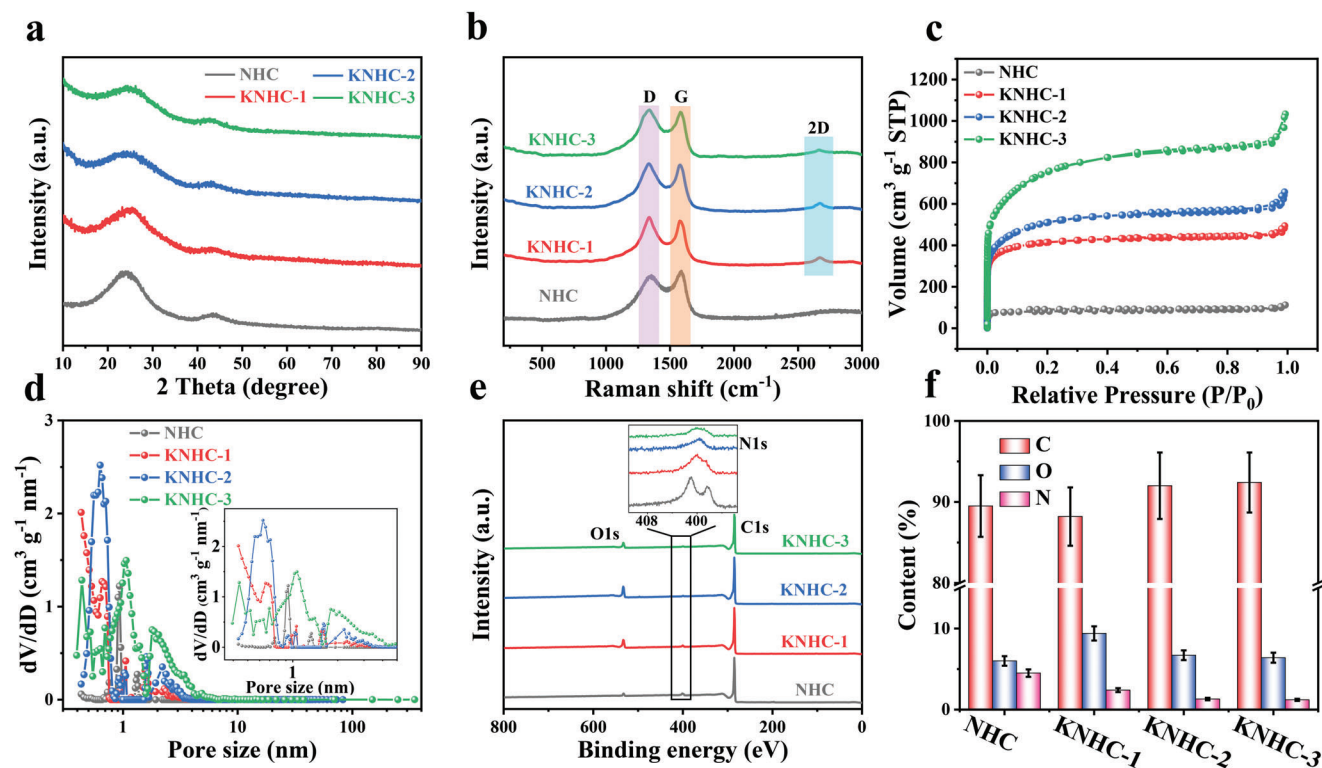 a
NHC KNHC-2
KNHC-1 KNHC-3
Intensity (a.u.)
10 20 30 40 50 60 70 80 90
2 Theta (degree)
b
D G
2D
KNHC-3
KNHC-2
KNHC-1
NHC
Intensity (a.u.)
500 1000 1500 2000 2500 3000
Raman shift (cm⁻¹)
c
NHC
KNHC-1
KNHC-2
KNHC-3
Volume (cm³ g⁻¹ STP)
1200
1000
800
600
400
200
0
0.0 0.2 0.4 0.6 0.8 1.0
Relative Pressure (P/P₀)
d
NHC
KNHC-1
KNHC-2
KNHC-3
dV/dD (cm³ g⁻¹ nm⁻¹)
3
2
1
0
1 10 100
Pore size (nm)
dV/dD (cm³ g⁻¹ nm⁻¹)
1
Pore size (nm)
e
N1s
408 400
O1s
C1s
KNHC-3
KNHC-2
KNHC-1
NHC
Intensity (a.u.)
800 600 400 200 0
Binding energy (eV)
f
C
O
N
Content (%)
100
90
80
10
5
0
NHC KNHC-1 KNHC-2 KNHC-3